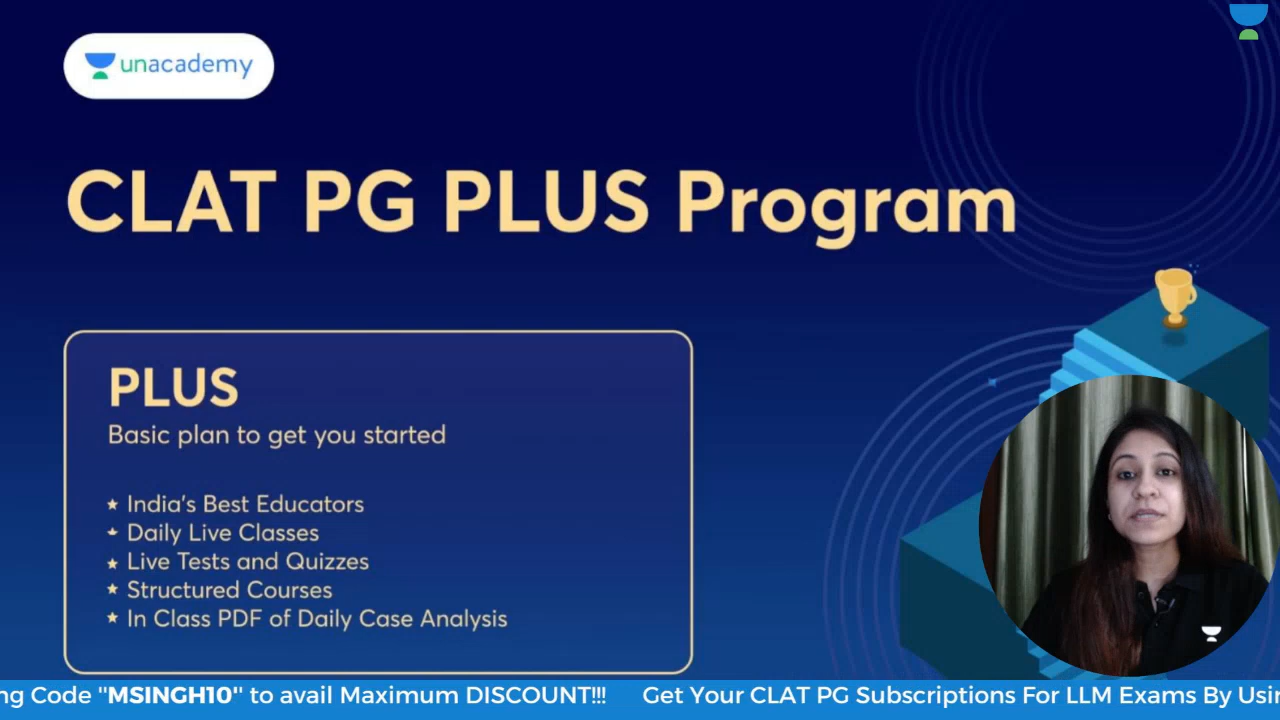 unacademy
CLAT PG PLUS Program
PLUS
Basic plan to get you started
India's Best Educators
Daily Live Classes
Live Tests and Quizzes
Structured Courses
In Class PDF of Daily Case Analysis
ng Code "MSINGH10" to avail Maximum DISCOUNT!!! Get Your CLAT PG Subscriptions For LLM Exams By Usi